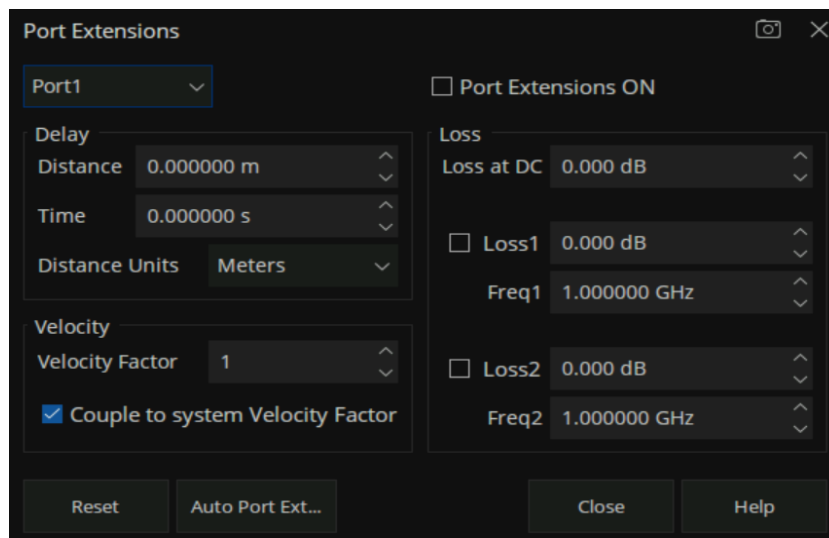 Port Extensions
Port1
Port Extensions ON
Delay
Distance 0.000000 m
Time 0.000000 s
Distance Units Meters
Velocity
Velocity Factor 1
Couple to system Velocity Factor
Loss
Loss at DC 0.000 dB
Loss1 0.000 dB
Freq1 1.000000 GHz
Loss2 0.000 dB
Freq2 1.000000 GHz
Reset Auto Port Ext... Close Help